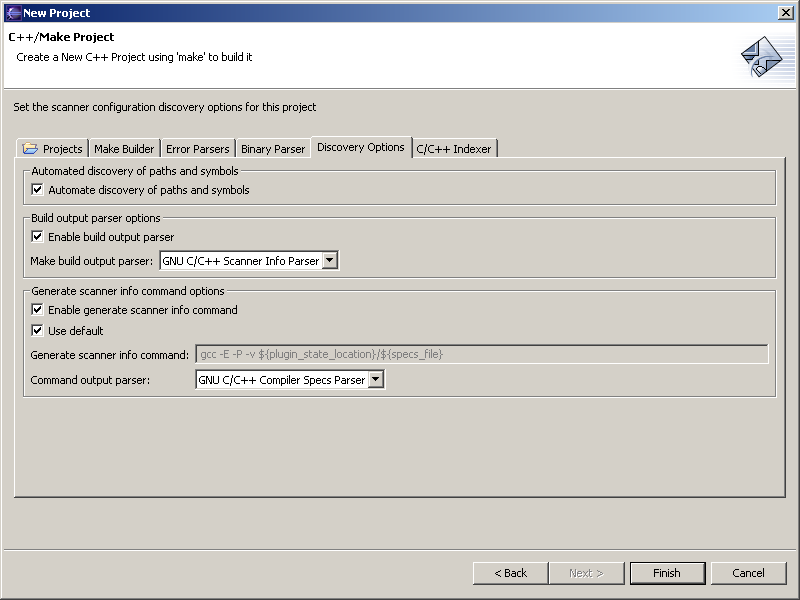 New Project
C++/Make Project
Create a New C++ Project using 'make' to build it
Set the scanner configuration discovery options for this project
Projects Make Builder Error Parsers Binary Parser Discovery Options C/C++ Indexer
Automated discovery of paths and symbols
Automate discovery of paths and symbols
Build output parser options
Enable build output parser
Make build output parser: GNU C/C++ Scanner Info Parser
Generate scanner info command options
Enable generate scanner info command
Use default
Generate scanner info command: gcc -E -P -v ${plugin_state_location}/${specs_file}
Command output parser: GNU C/C++ Compiler Specs Parser
< Back Next > Finish Cancel